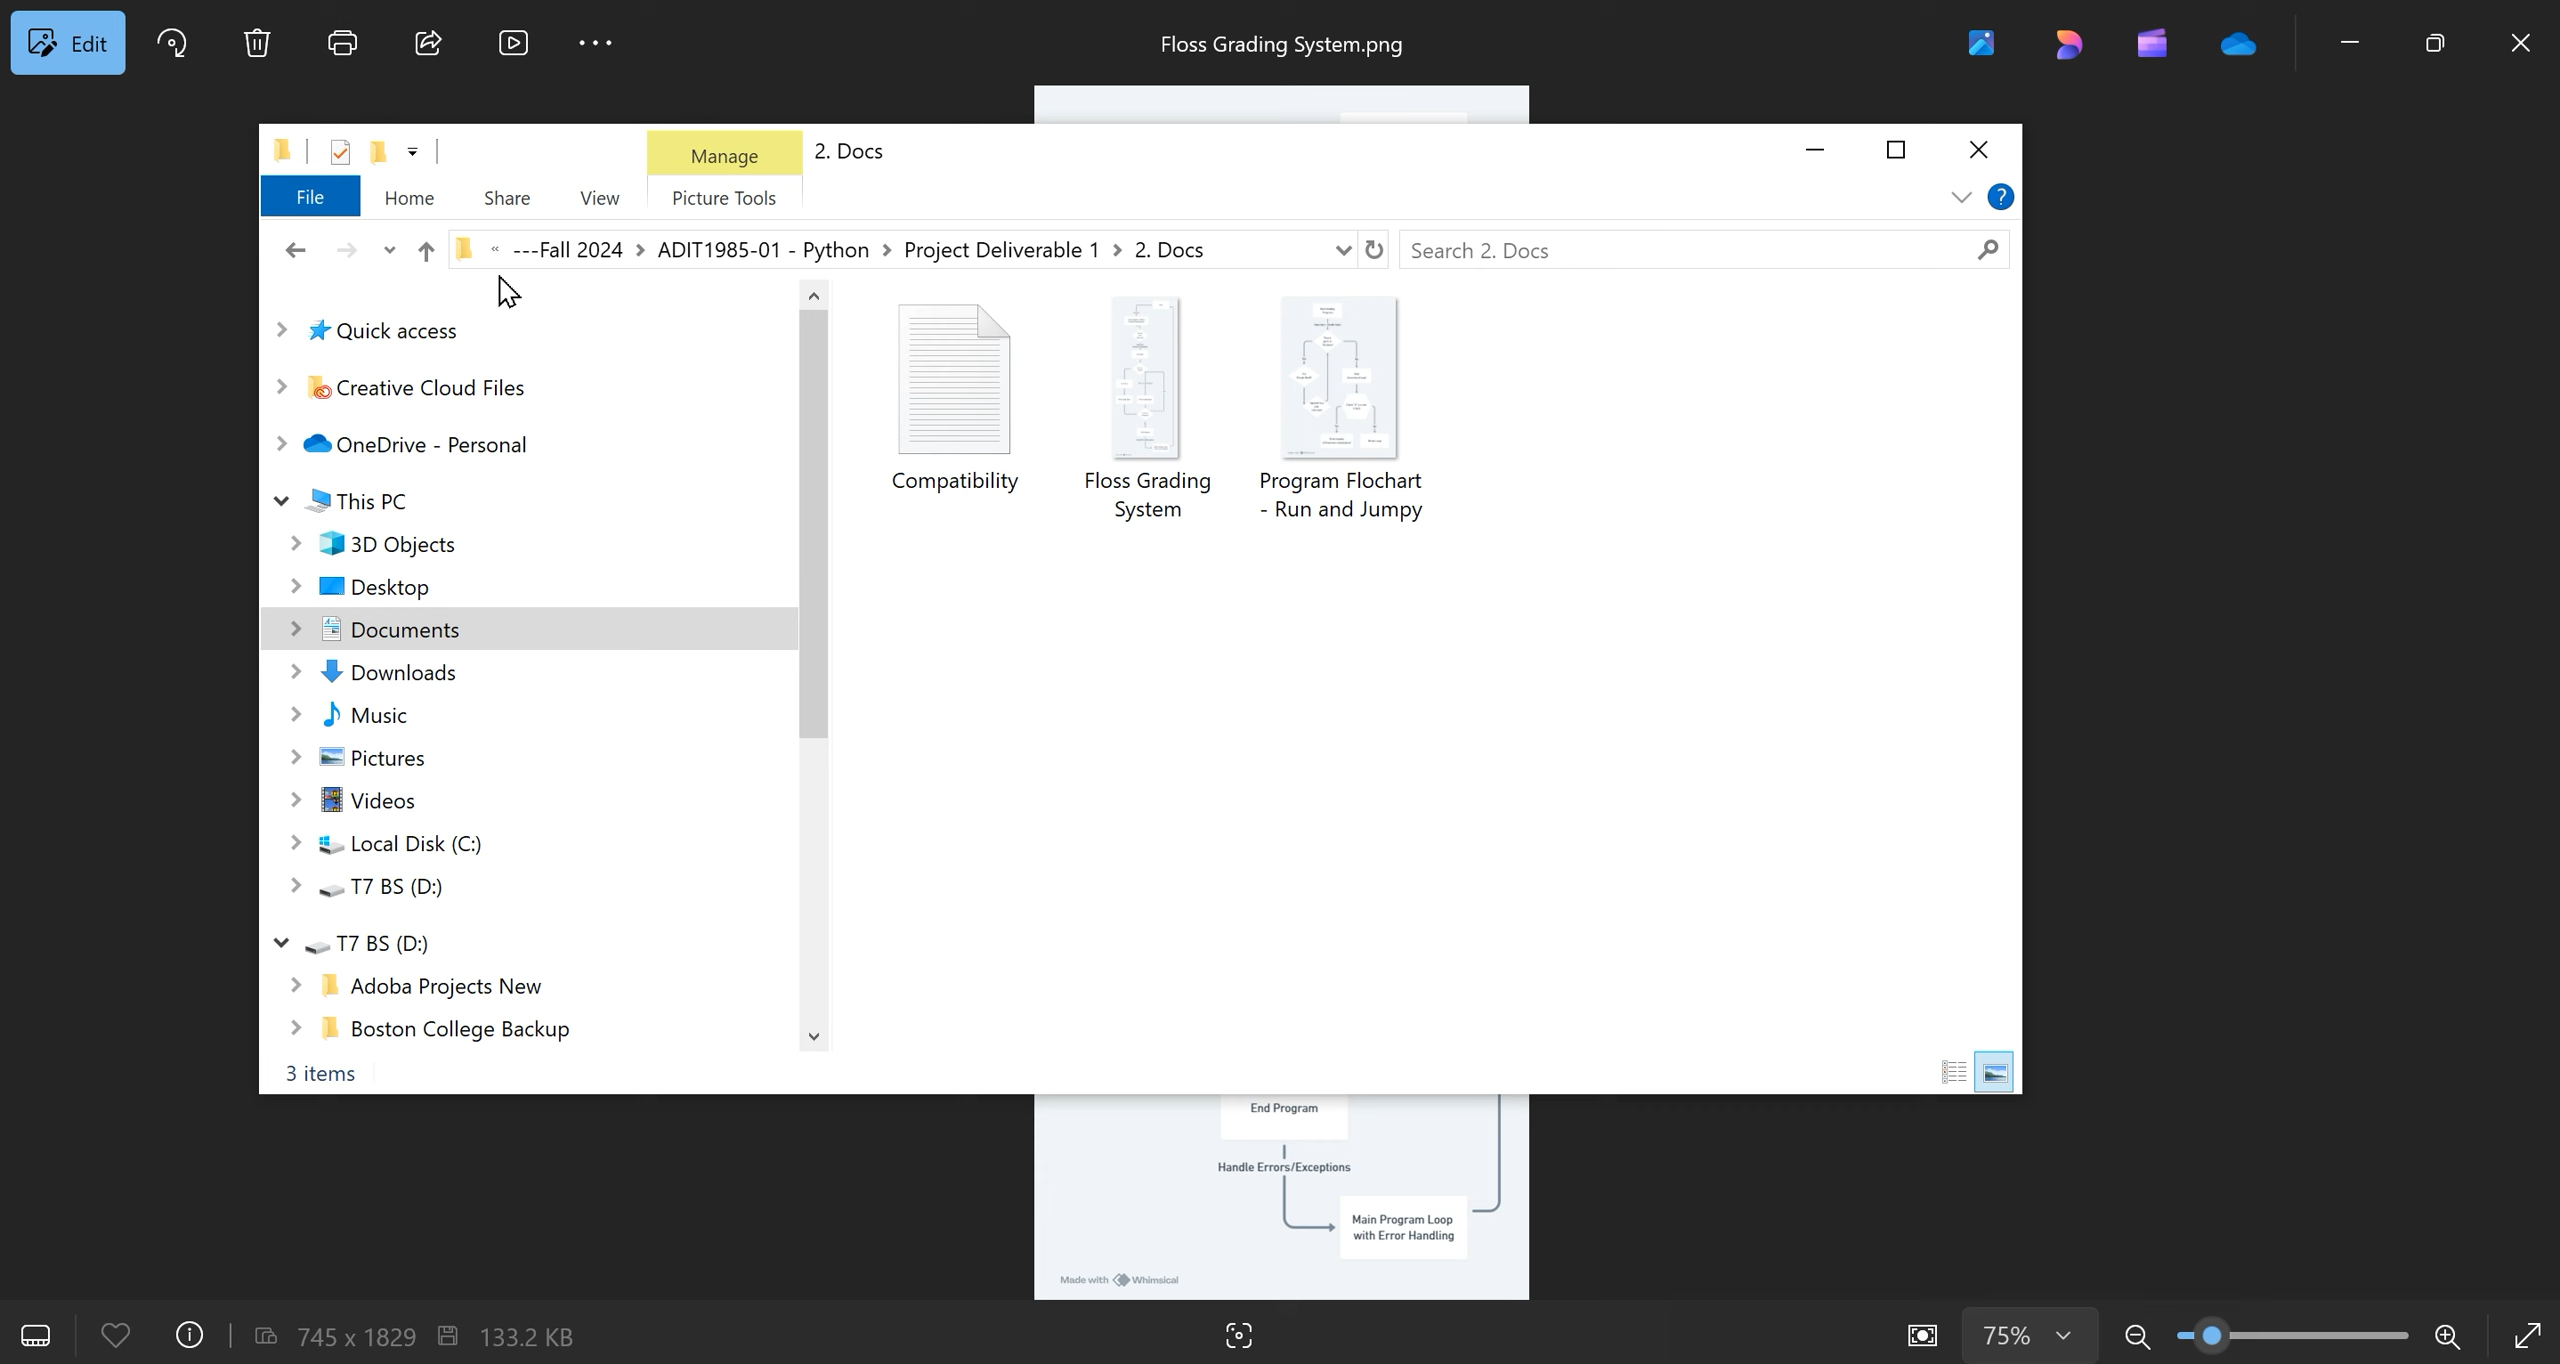 Edit
Floss Grading System.png
Manage
2. Docs
File
Home
Share
View
Picture Tools
?
« ---Fall 2024 > ADIT1985-01 - Python > Project Deliverable 1 > 2. Docs
Search 2. Docs
Quick access
Creative Cloud Files
OneDrive - Personal
This PC
3D Objects
Desktop
Documents
Downloads
Music
Pictures
Videos
Local Disk (C:)
T7 BS (D:)
T7 BS (D:)
Adoba Projects New
Boston College Backup
Compatibility
Floss Grading
System
Program Flochart
- Run and Jumpy
3 items
End Program
Handle Errors/Exceptions
Main Program Loop
with Error Handling
Made with Whimsical
745 x 1829
133.2 KB
75%